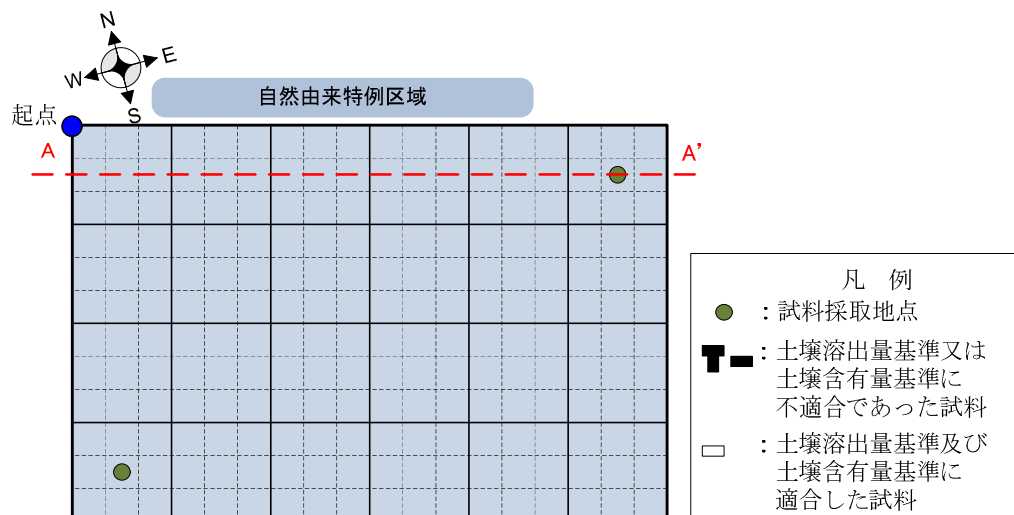 N
W
E
S
自然由来特例区域
起点
A
A’
凡　例
：試料採取地点
：土壌溶出量基準又は
土壌含有量基準に
不適合であった試料
：土壌溶出量基準及び
土壌含有量基準に
適合した試料